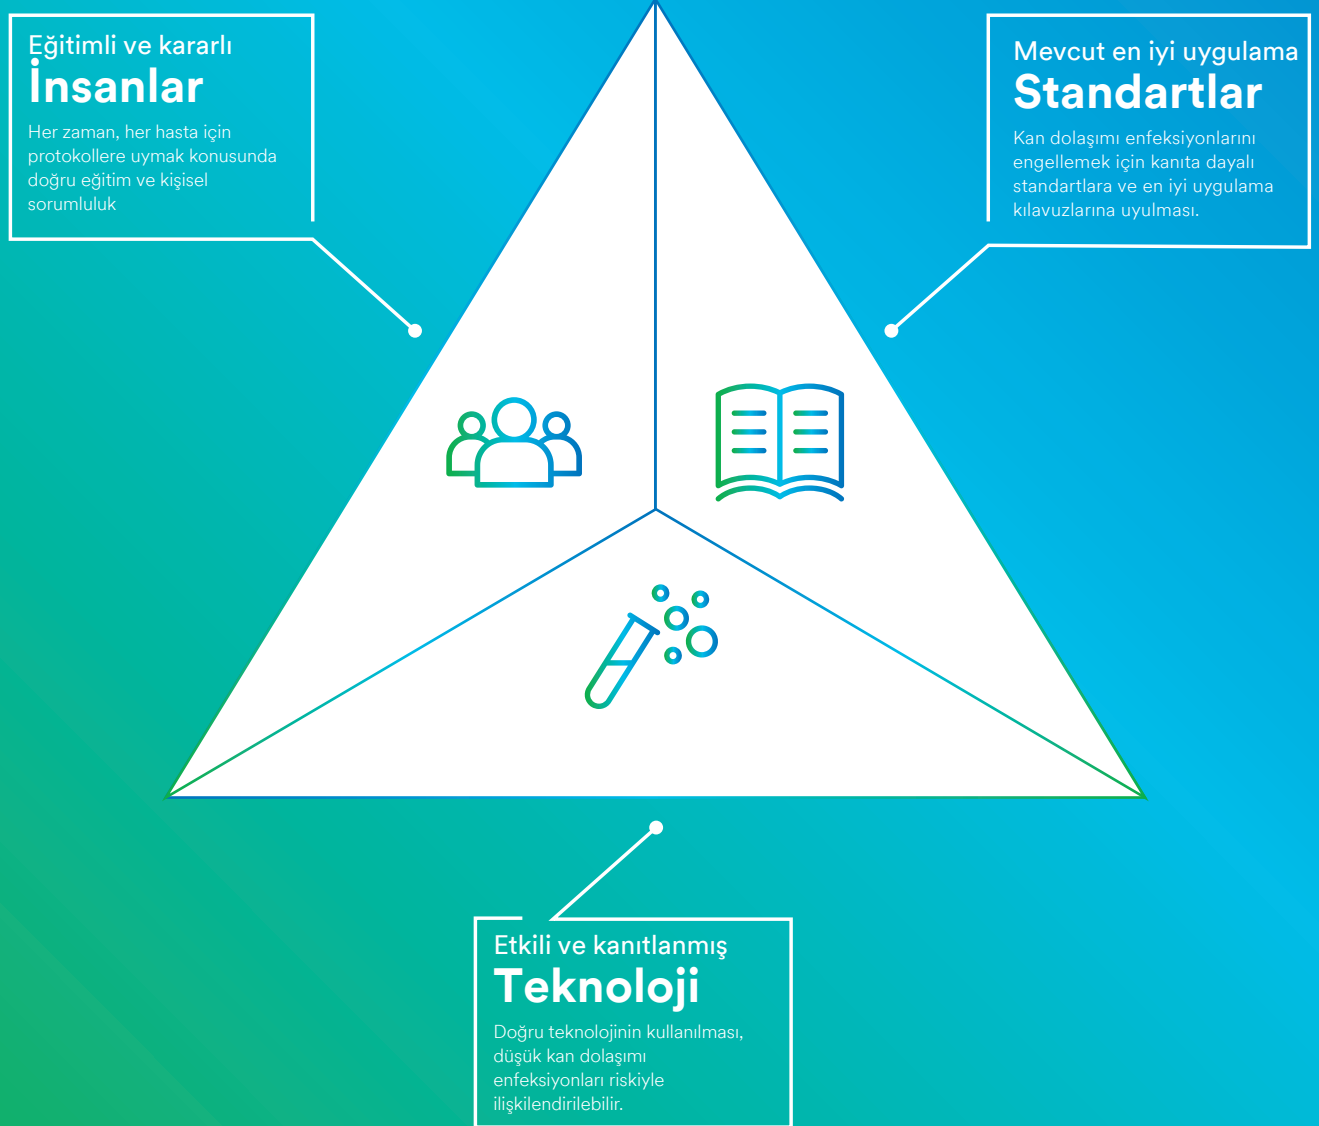 Eğitimli ve kararlı
İnsanlar
Her zaman, her hasta için
protokollere uymak konusunda
doğru eğitim ve kişisel
sorumluluk
Mevcut en iyi uygulama
Standartlar
Kan dolaşımı enfeksiyonlarını
engellemek için kanıta dayalı
standartlara ve en iyi uygulama
kılavuzlarına uyulması.
Etkili ve kanıtlanmış
Teknoloji
Doğru teknolojinin kullanılması,
düşük kan dolaşımı
enfeksiyonları riskiyle
ilişkilendirilebilir.